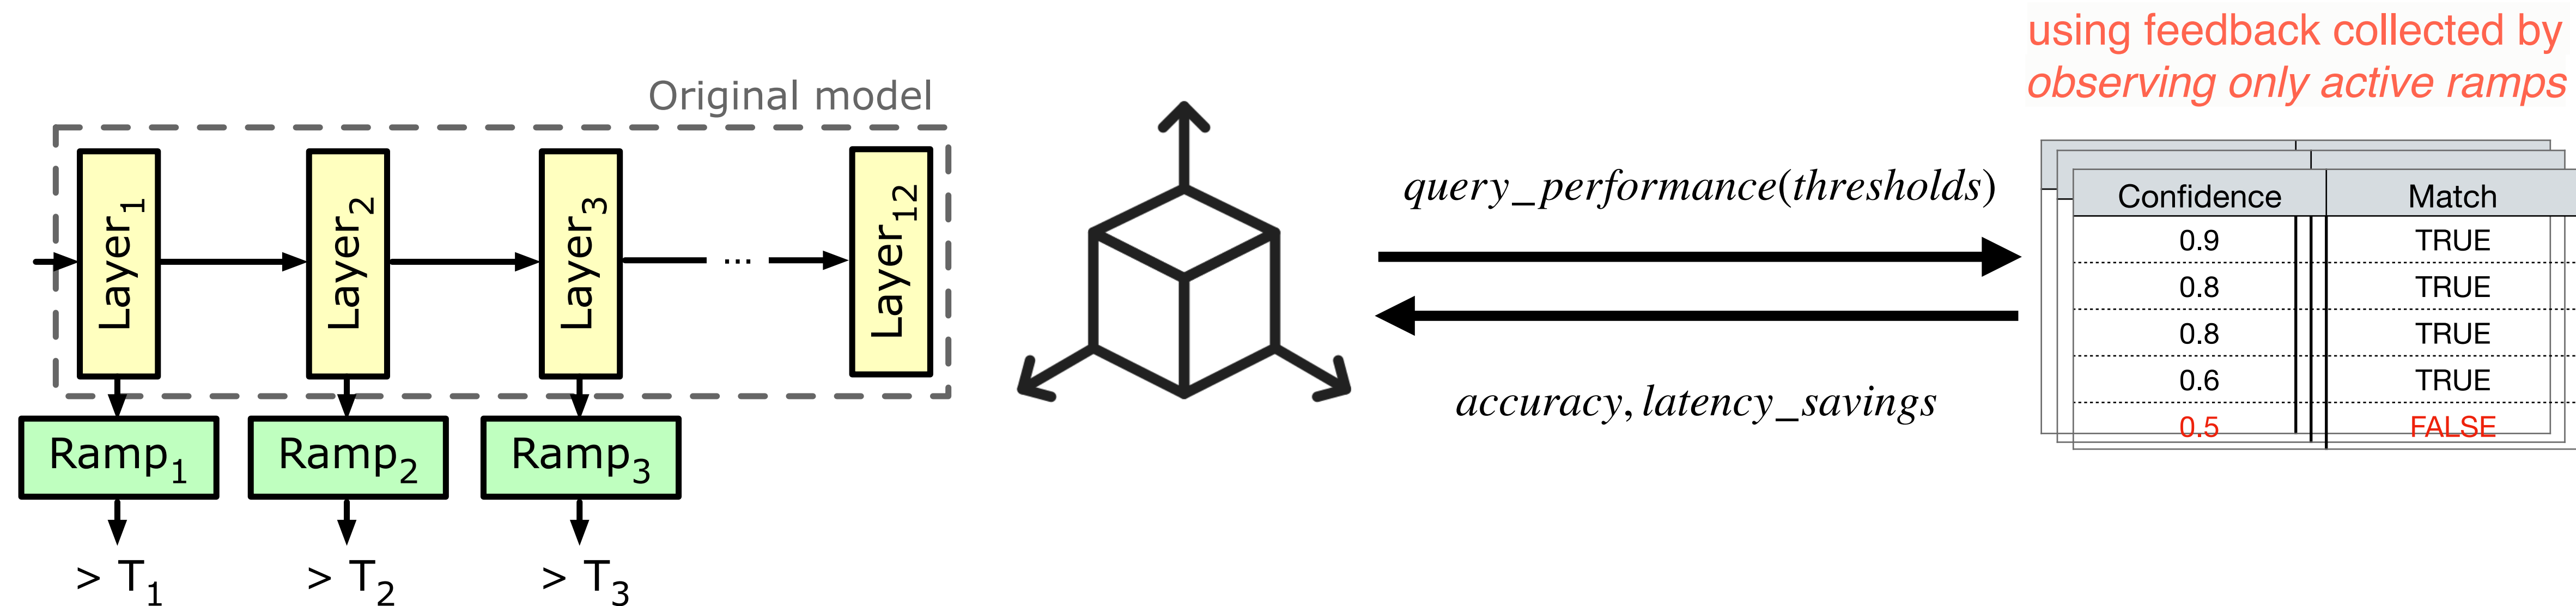 using feedback collected by
observing only active ramps
Original model
Layer₁
Layer₂
Layer₃
...
Layer₁₂
Ramp₁
Ramp₂
Ramp₃
> T₁
> T₂
> T₃
query_performance(thresholds)
accuracy, latency_savings
Confidence Match
0.9 TRUE
0.8 TRUE
0.8 TRUE
0.6 TRUE
0.5 FALSE